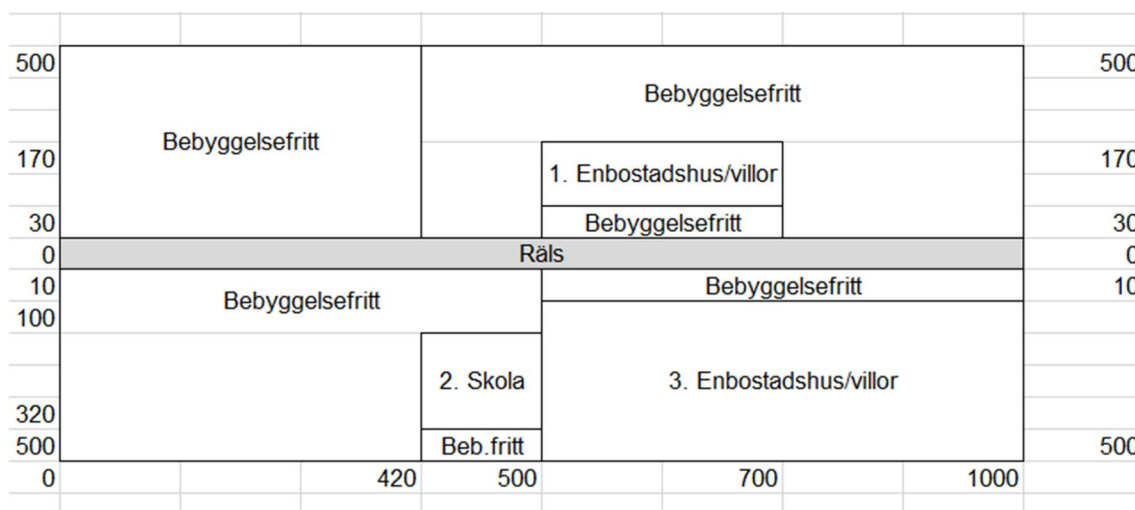 500 500
Bebyggelsefritt
Bebyggelsefritt
170 170
1. Enbostadshus/villor
30 Bebyggelsefritt 30
0 Räls 0
10 Bebyggelsefritt 10
Bebyggelsefritt
100
2. Skola 3. Enbostadshus/villor
320
500 Beb.fritt 500
0 420 500 700 1000